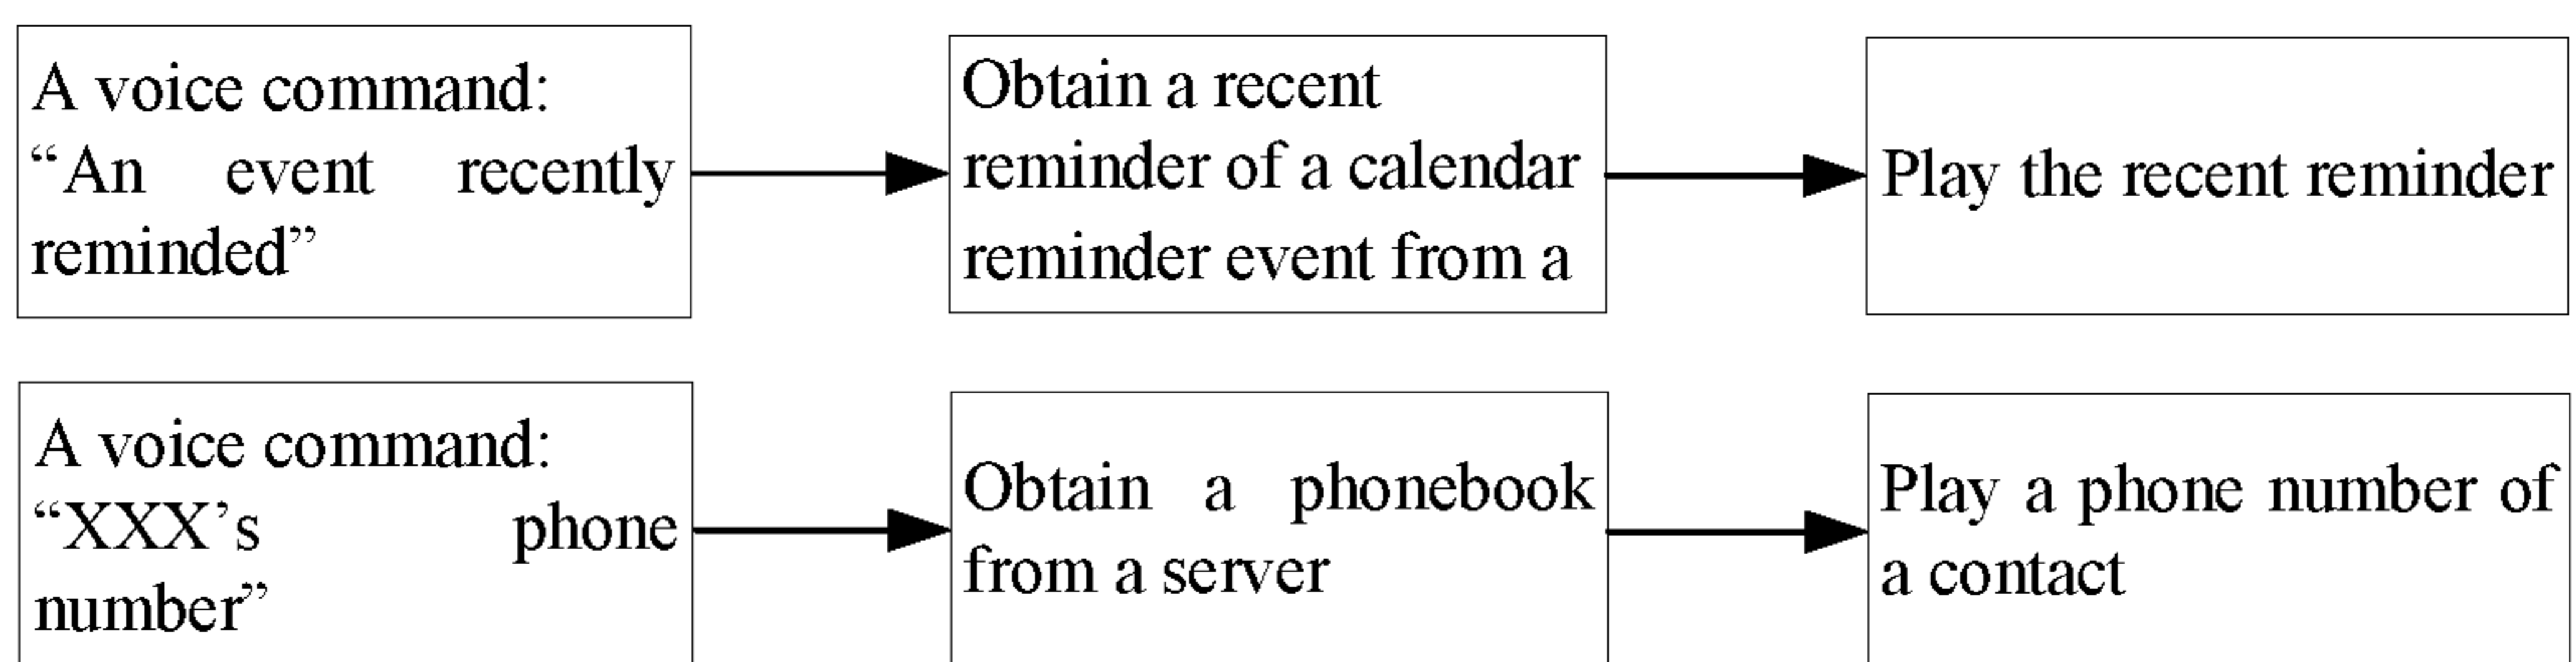 A voice command:
“An event recently
reminded”
Obtain a recent
reminder of a calendar
reminder event from a
Play the recent reminder
A voice command:
“XXX’s phone
number”
Obtain a phonebook
from a server
Play a phone number of
a contact